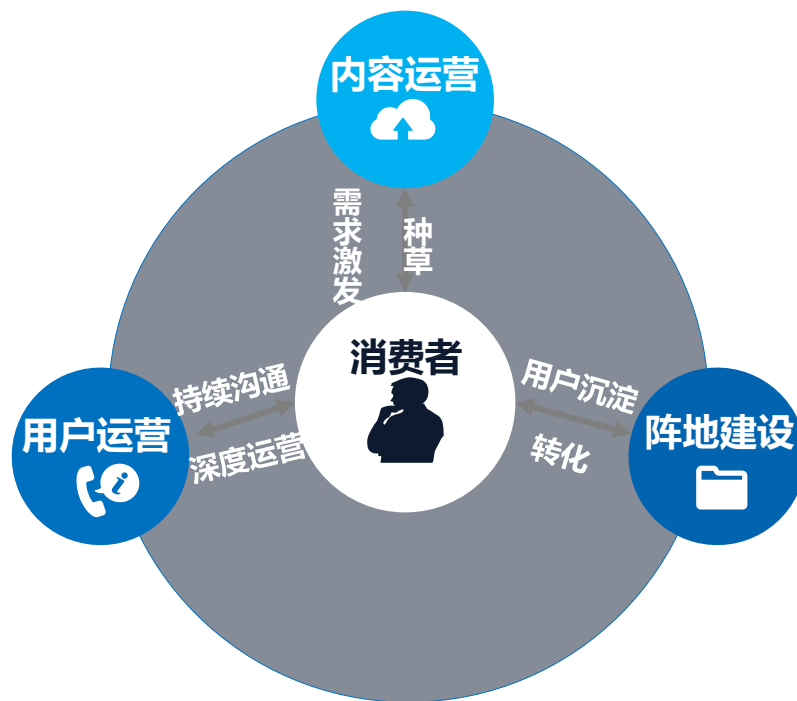 内容运营
需求激发
种草
消费者
持续沟通
深度运营
用户沉淀
转化
用户运营
阵地建设